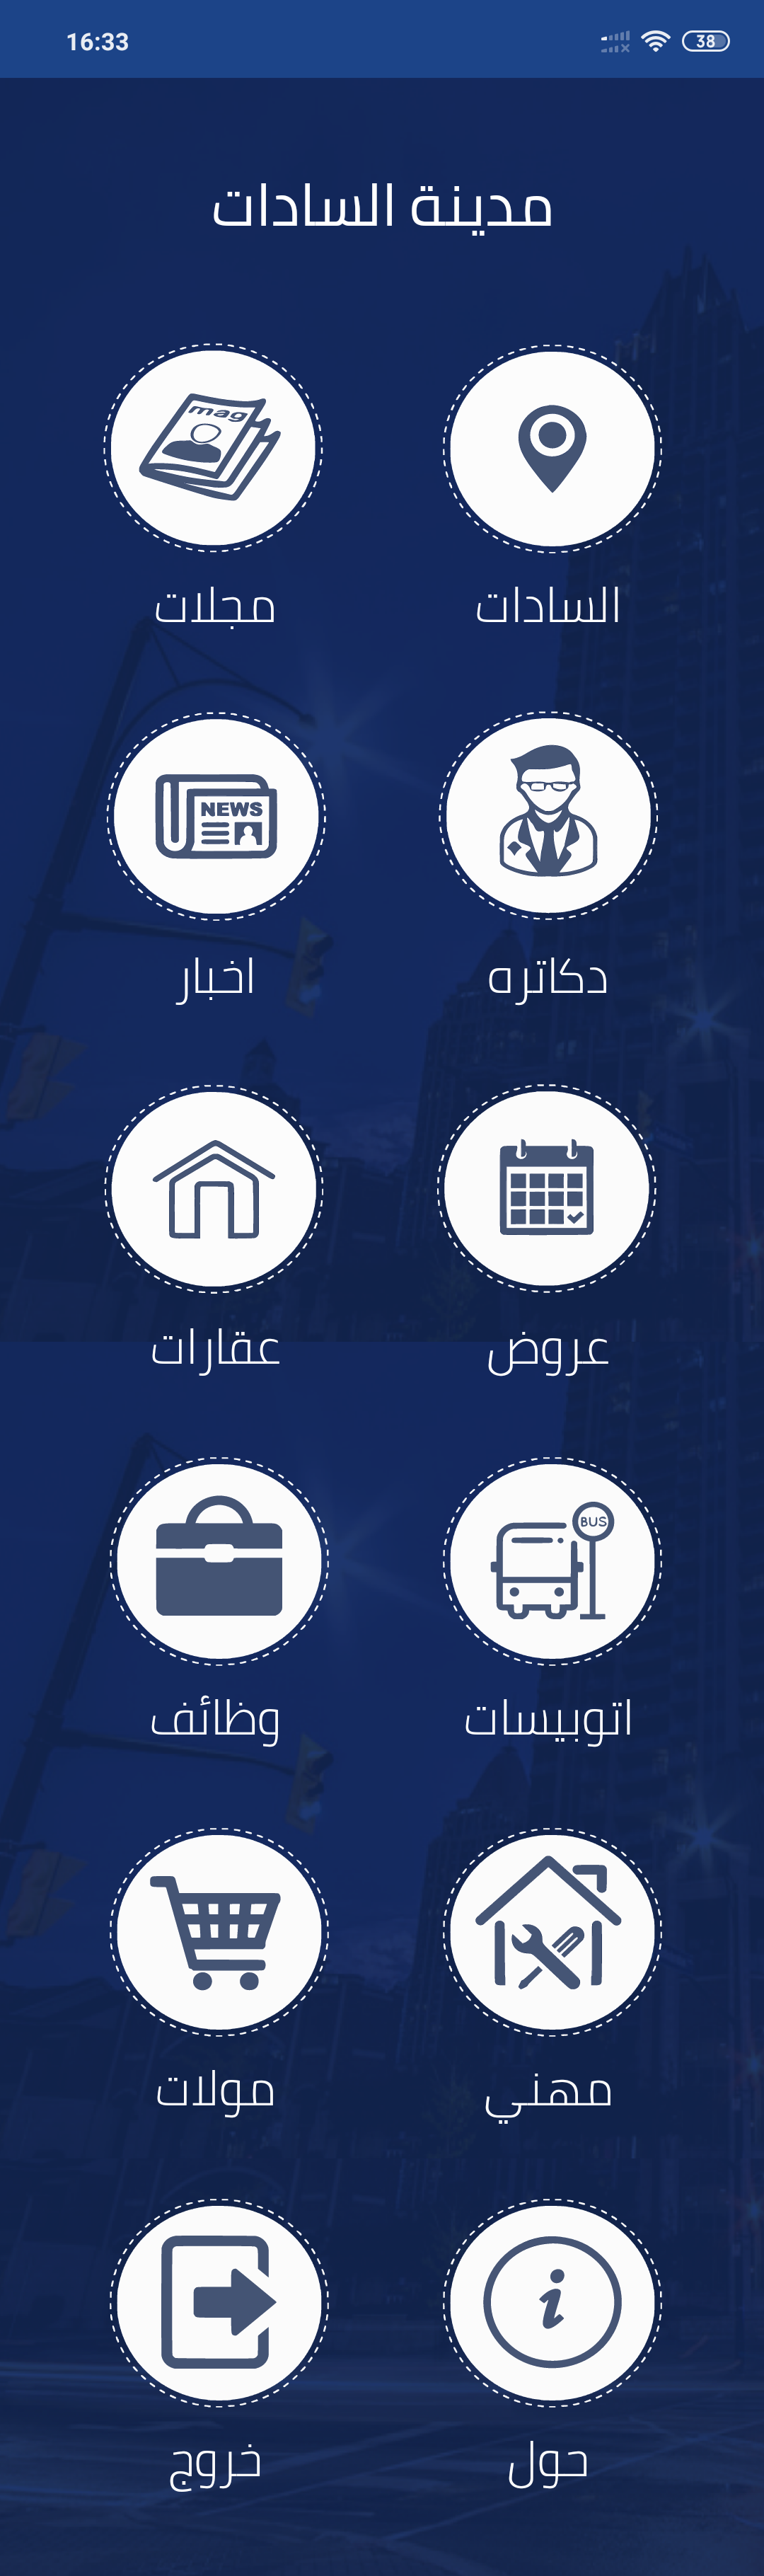 16:33
38
مدينة السادات
mag
السادات
مجلات
NEWS
دكاتره
اخبار
عروض
عقارات
BUS
اتوبيسات
وظائف
مهني
مولات
i
حول
خروج